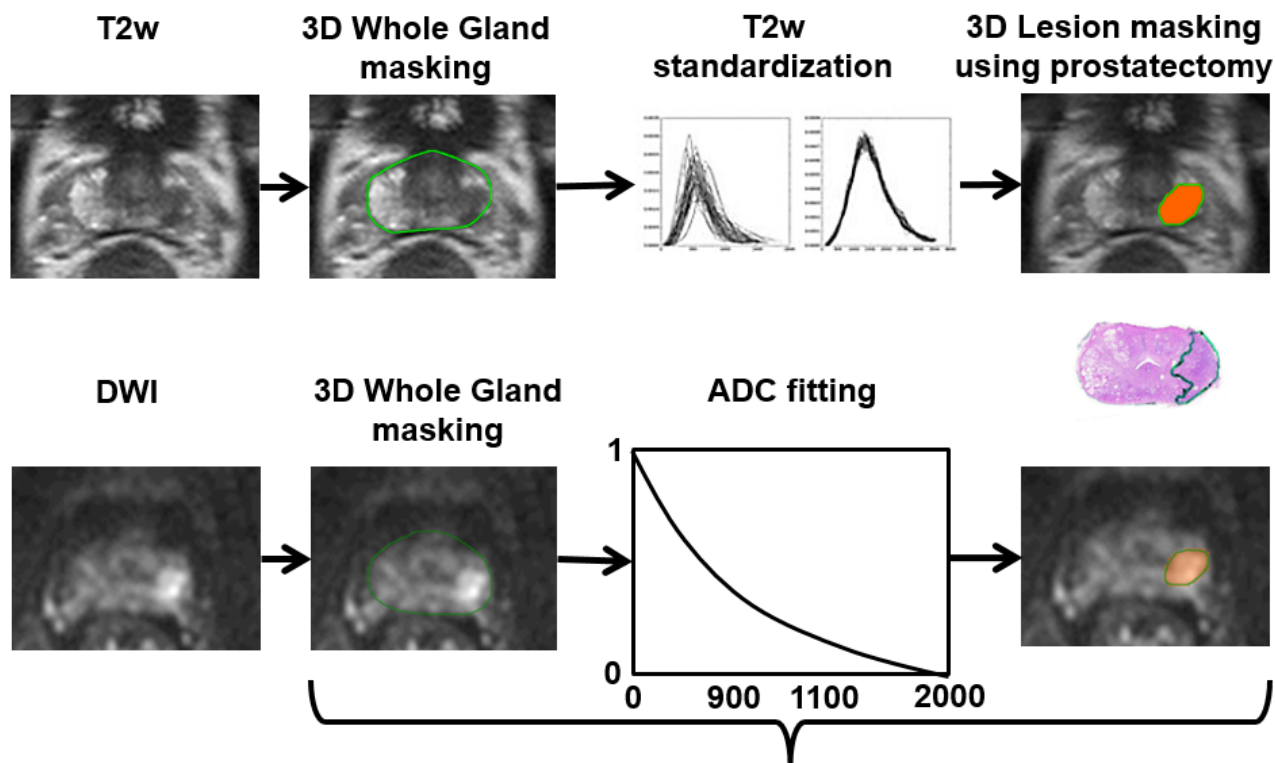 T2w
3D Whole Gland
masking
T2w
standardization
3D Lesion masking
using prostatectomy
DWI
3D Whole Gland
masking
ADC fitting
1
0
0 900 1100 2000